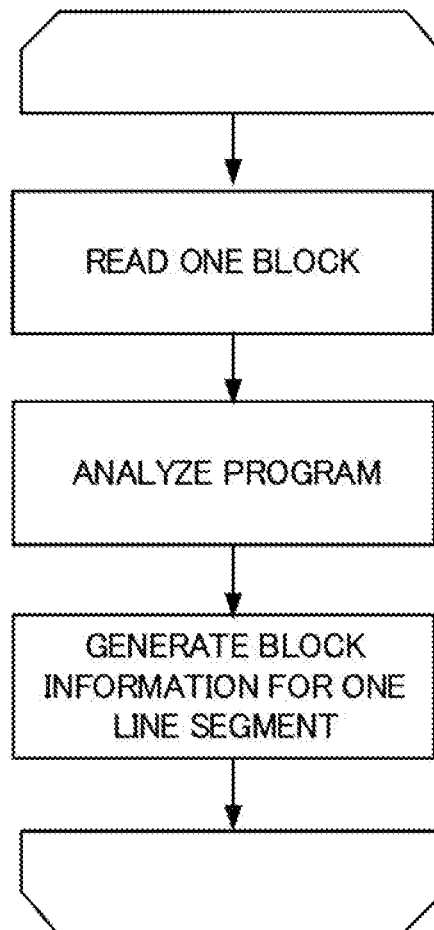 READ ONE BLOCK
ANALYZE PROGRAM
GENERATE BLOCK
INFORMATION FOR ONE
LINE SEGMENT